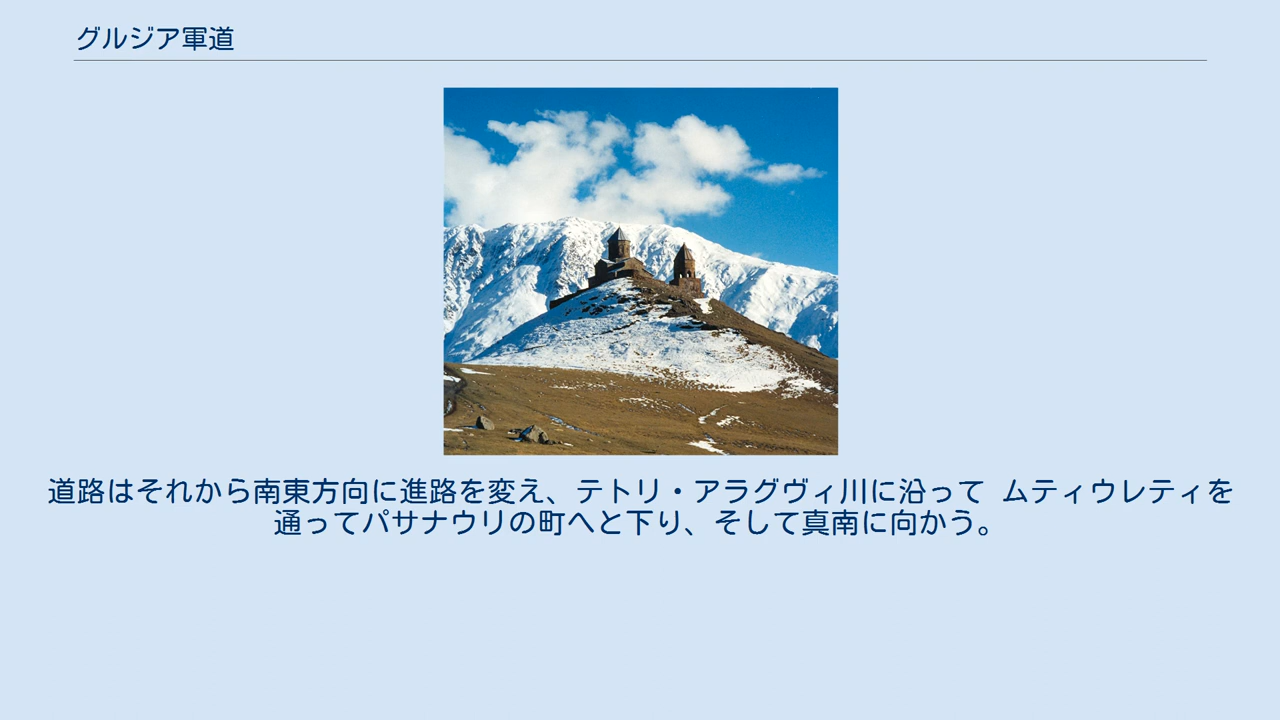 グルジア軍道
道路はそれから南東方向に進路を変え、テトリ・アラグヴィ川に沿って ムティウレティを
通ってパサナウリの町へと下り、そして真南に向かう。